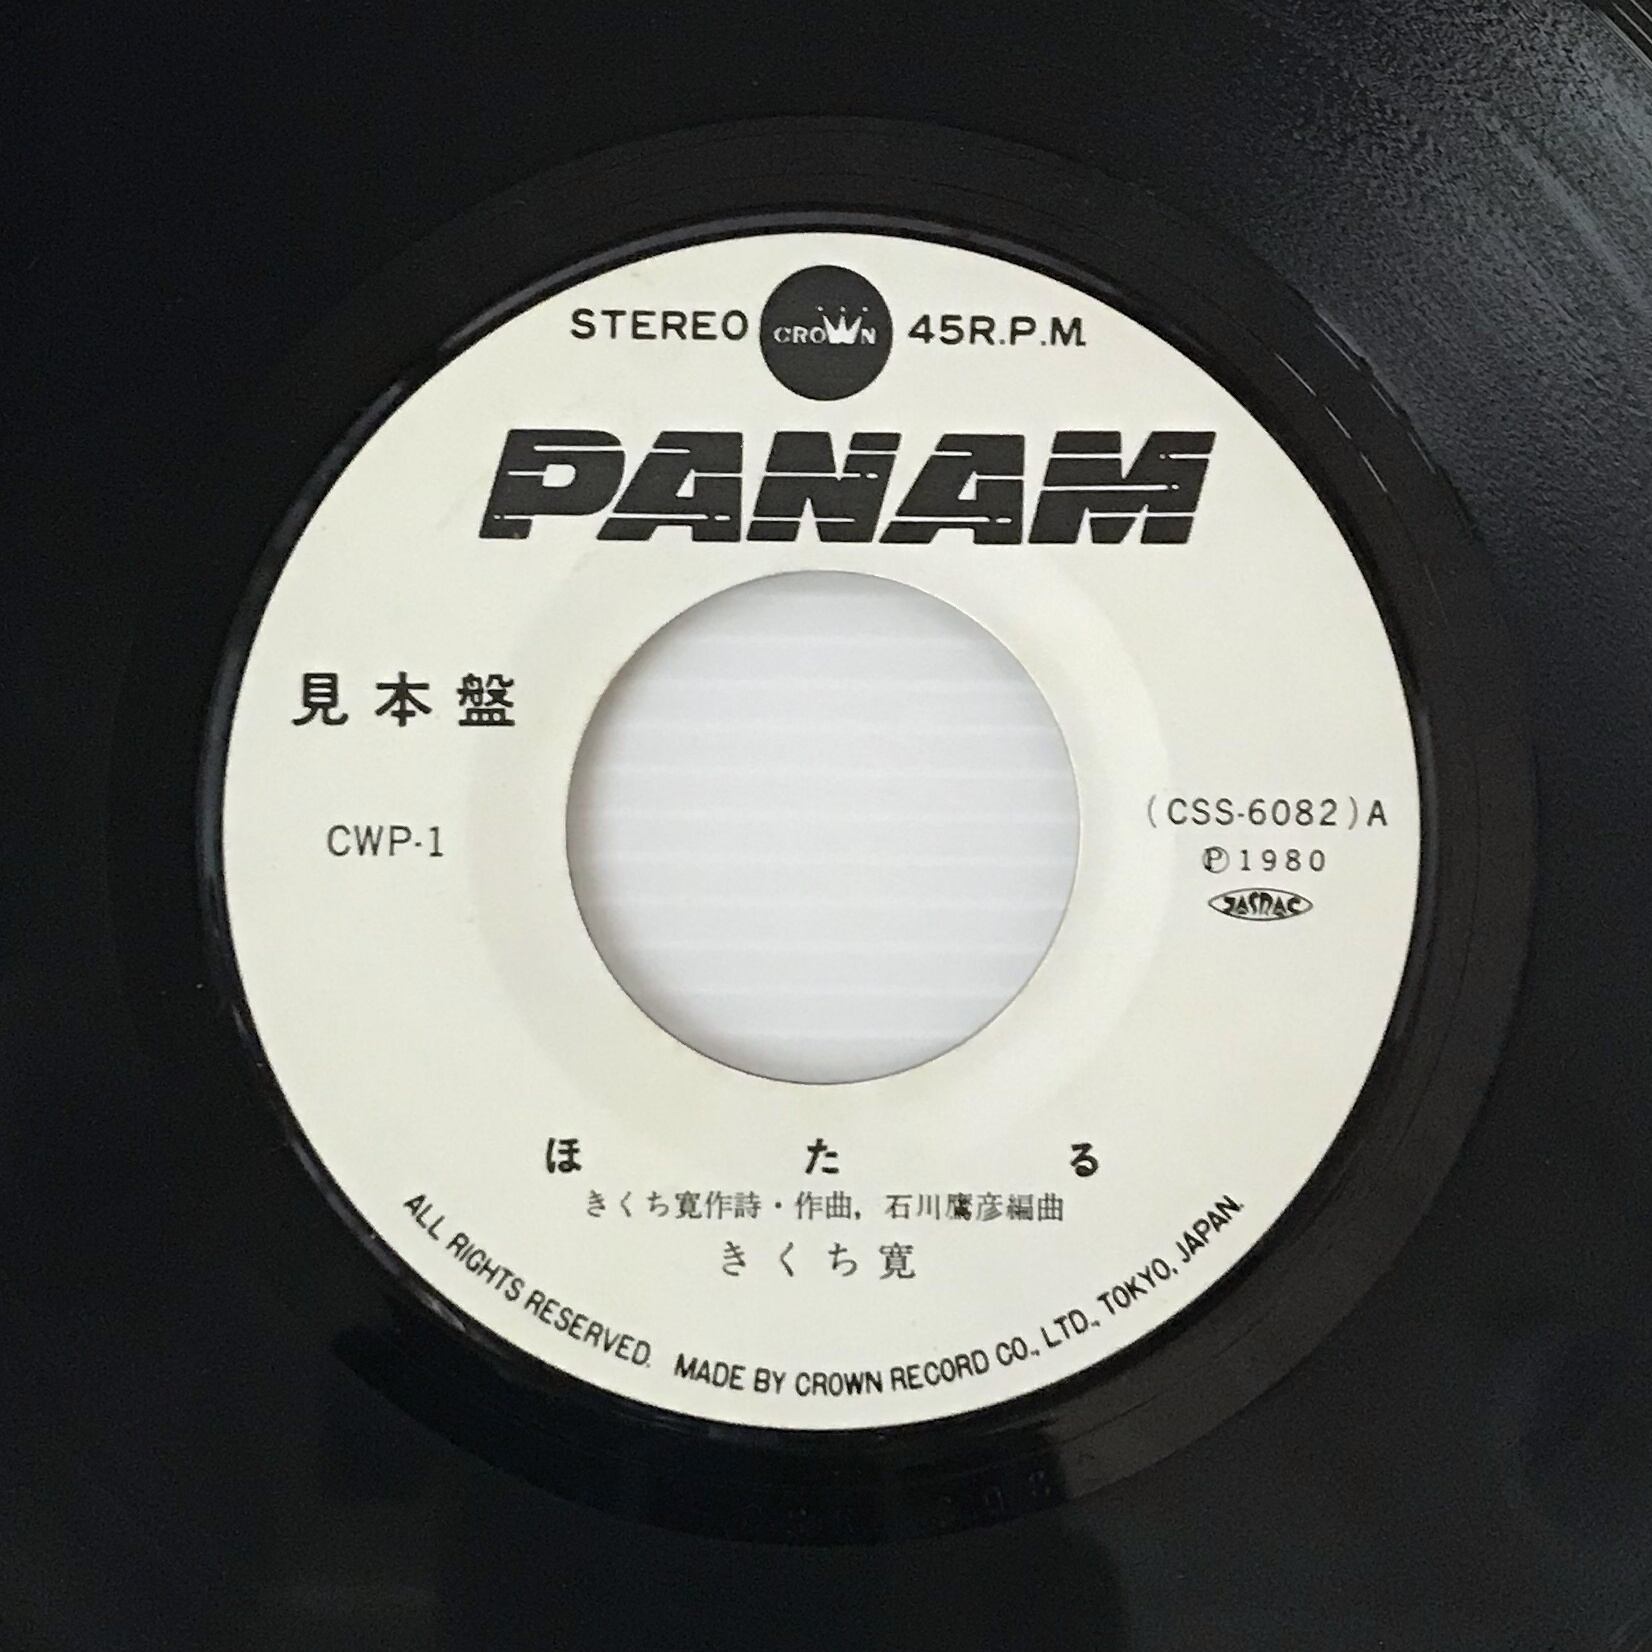 STEREO CROWN 45R.P.M.
PANAM
見本盤
CWP-1
(CSS-6082)A
Ⓟ1980
JASRAC
ほたる
きくち寛作詩・作曲, 石川鷹彦編曲
きくち寛
ALL RIGHTS RESERVED. MADE BY CROWN RECORD CO., LTD., TOKYO, JAPAN.